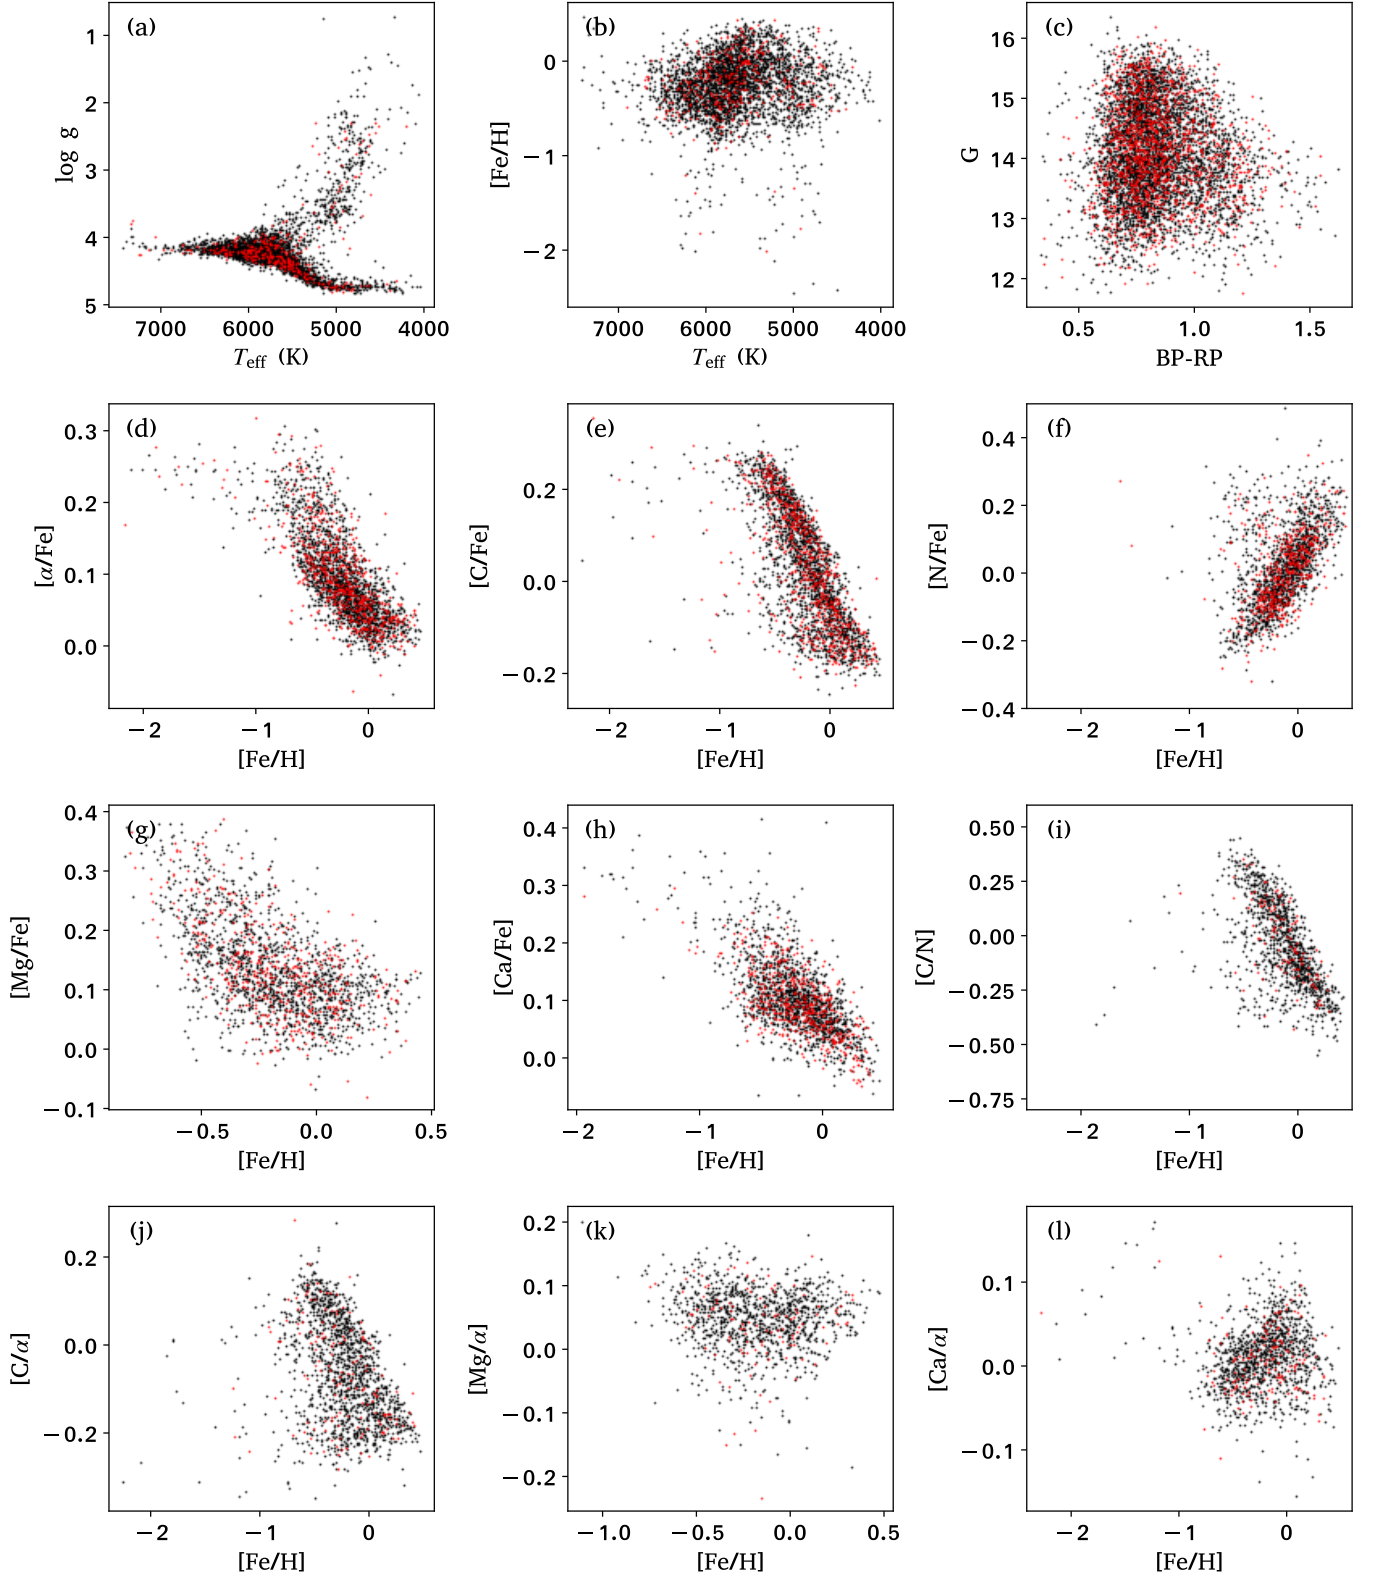 (a)
1
2
3
4
5
log g
7000 6000 5000 4000
T_eff (K)
(b)
0
−1
−2
[Fe/H]
7000 6000 5000 4000
T_eff (K)
(c)
16
15
14
13
12
G
0.5 1.0 1.5
BP-RP
(d)
0.3
0.2
0.1
0.0
[α/Fe]
−2 −1 0
[Fe/H]
(e)
0.2
0.0
−0.2
[C/Fe]
−2 −1 0
[Fe/H]
(f)
0.4
0.2
0.0
−0.2
−0.4
[N/Fe]
−2 −1 0
[Fe/H]
(g)
0.4
0.3
0.2
0.1
0.0
−0.1
[Mg/Fe]
−0.5 0.0 0.5
[Fe/H]
(h)
0.4
0.3
0.2
0.1
0.0
[Ca/Fe]
−2 −1 0
[Fe/H]
(i)
0.50
0.25
0.00
−0.25
−0.50
−0.75
[C/N]
−2 −1 0
[Fe/H]
(j)
0.2
0.0
−0.2
[C/α]
−2 −1 0
[Fe/H]
(k)
0.2
0.1
0.0
−0.1
−0.2
[Mg/α]
−1.0 −0.5 0.0 0.5
[Fe/H]
(l)
0.1
0.0
−0.1
[Ca/α]
−2 −1 0
[Fe/H]